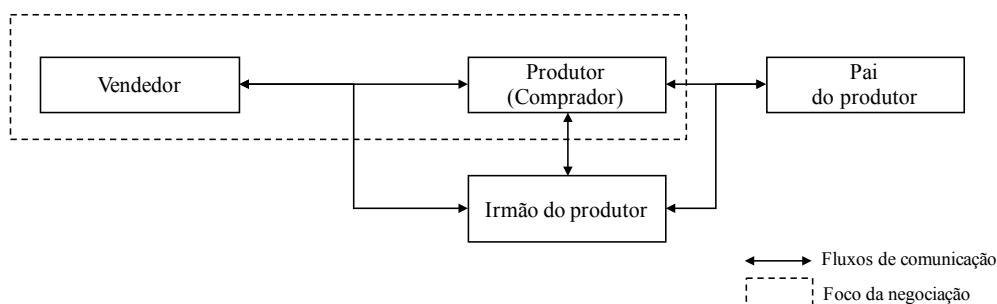 Vendedor
Produtor
(Comprador)
Pai
do produtor
Irmão do produtor
Fluxos de comunicação
Foco da negociação